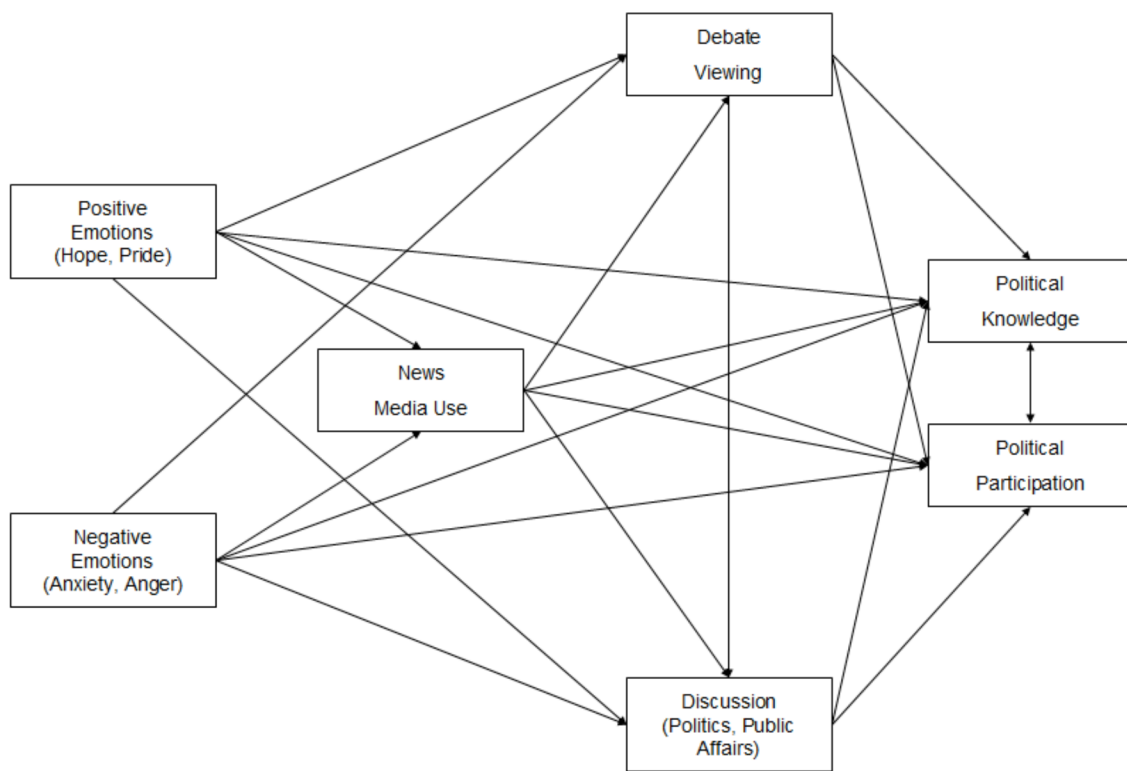 Debate
Viewing
Positive
Emotions
(Hope, Pride)
Political
Knowledge
News
Media Use
Political
Participation
Negative
Emotions
(Anxiety, Anger)
Discussion
(Politics, Public
Affairs)